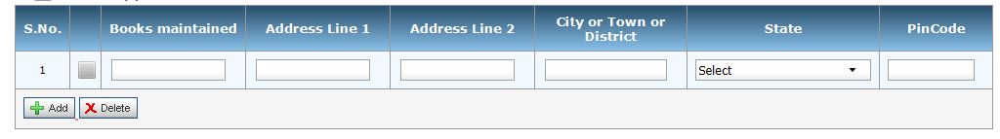 S.No. Books maintained Address Line 1 Address Line 2 City or Town or District State PinCode
1 Select
Add Delete